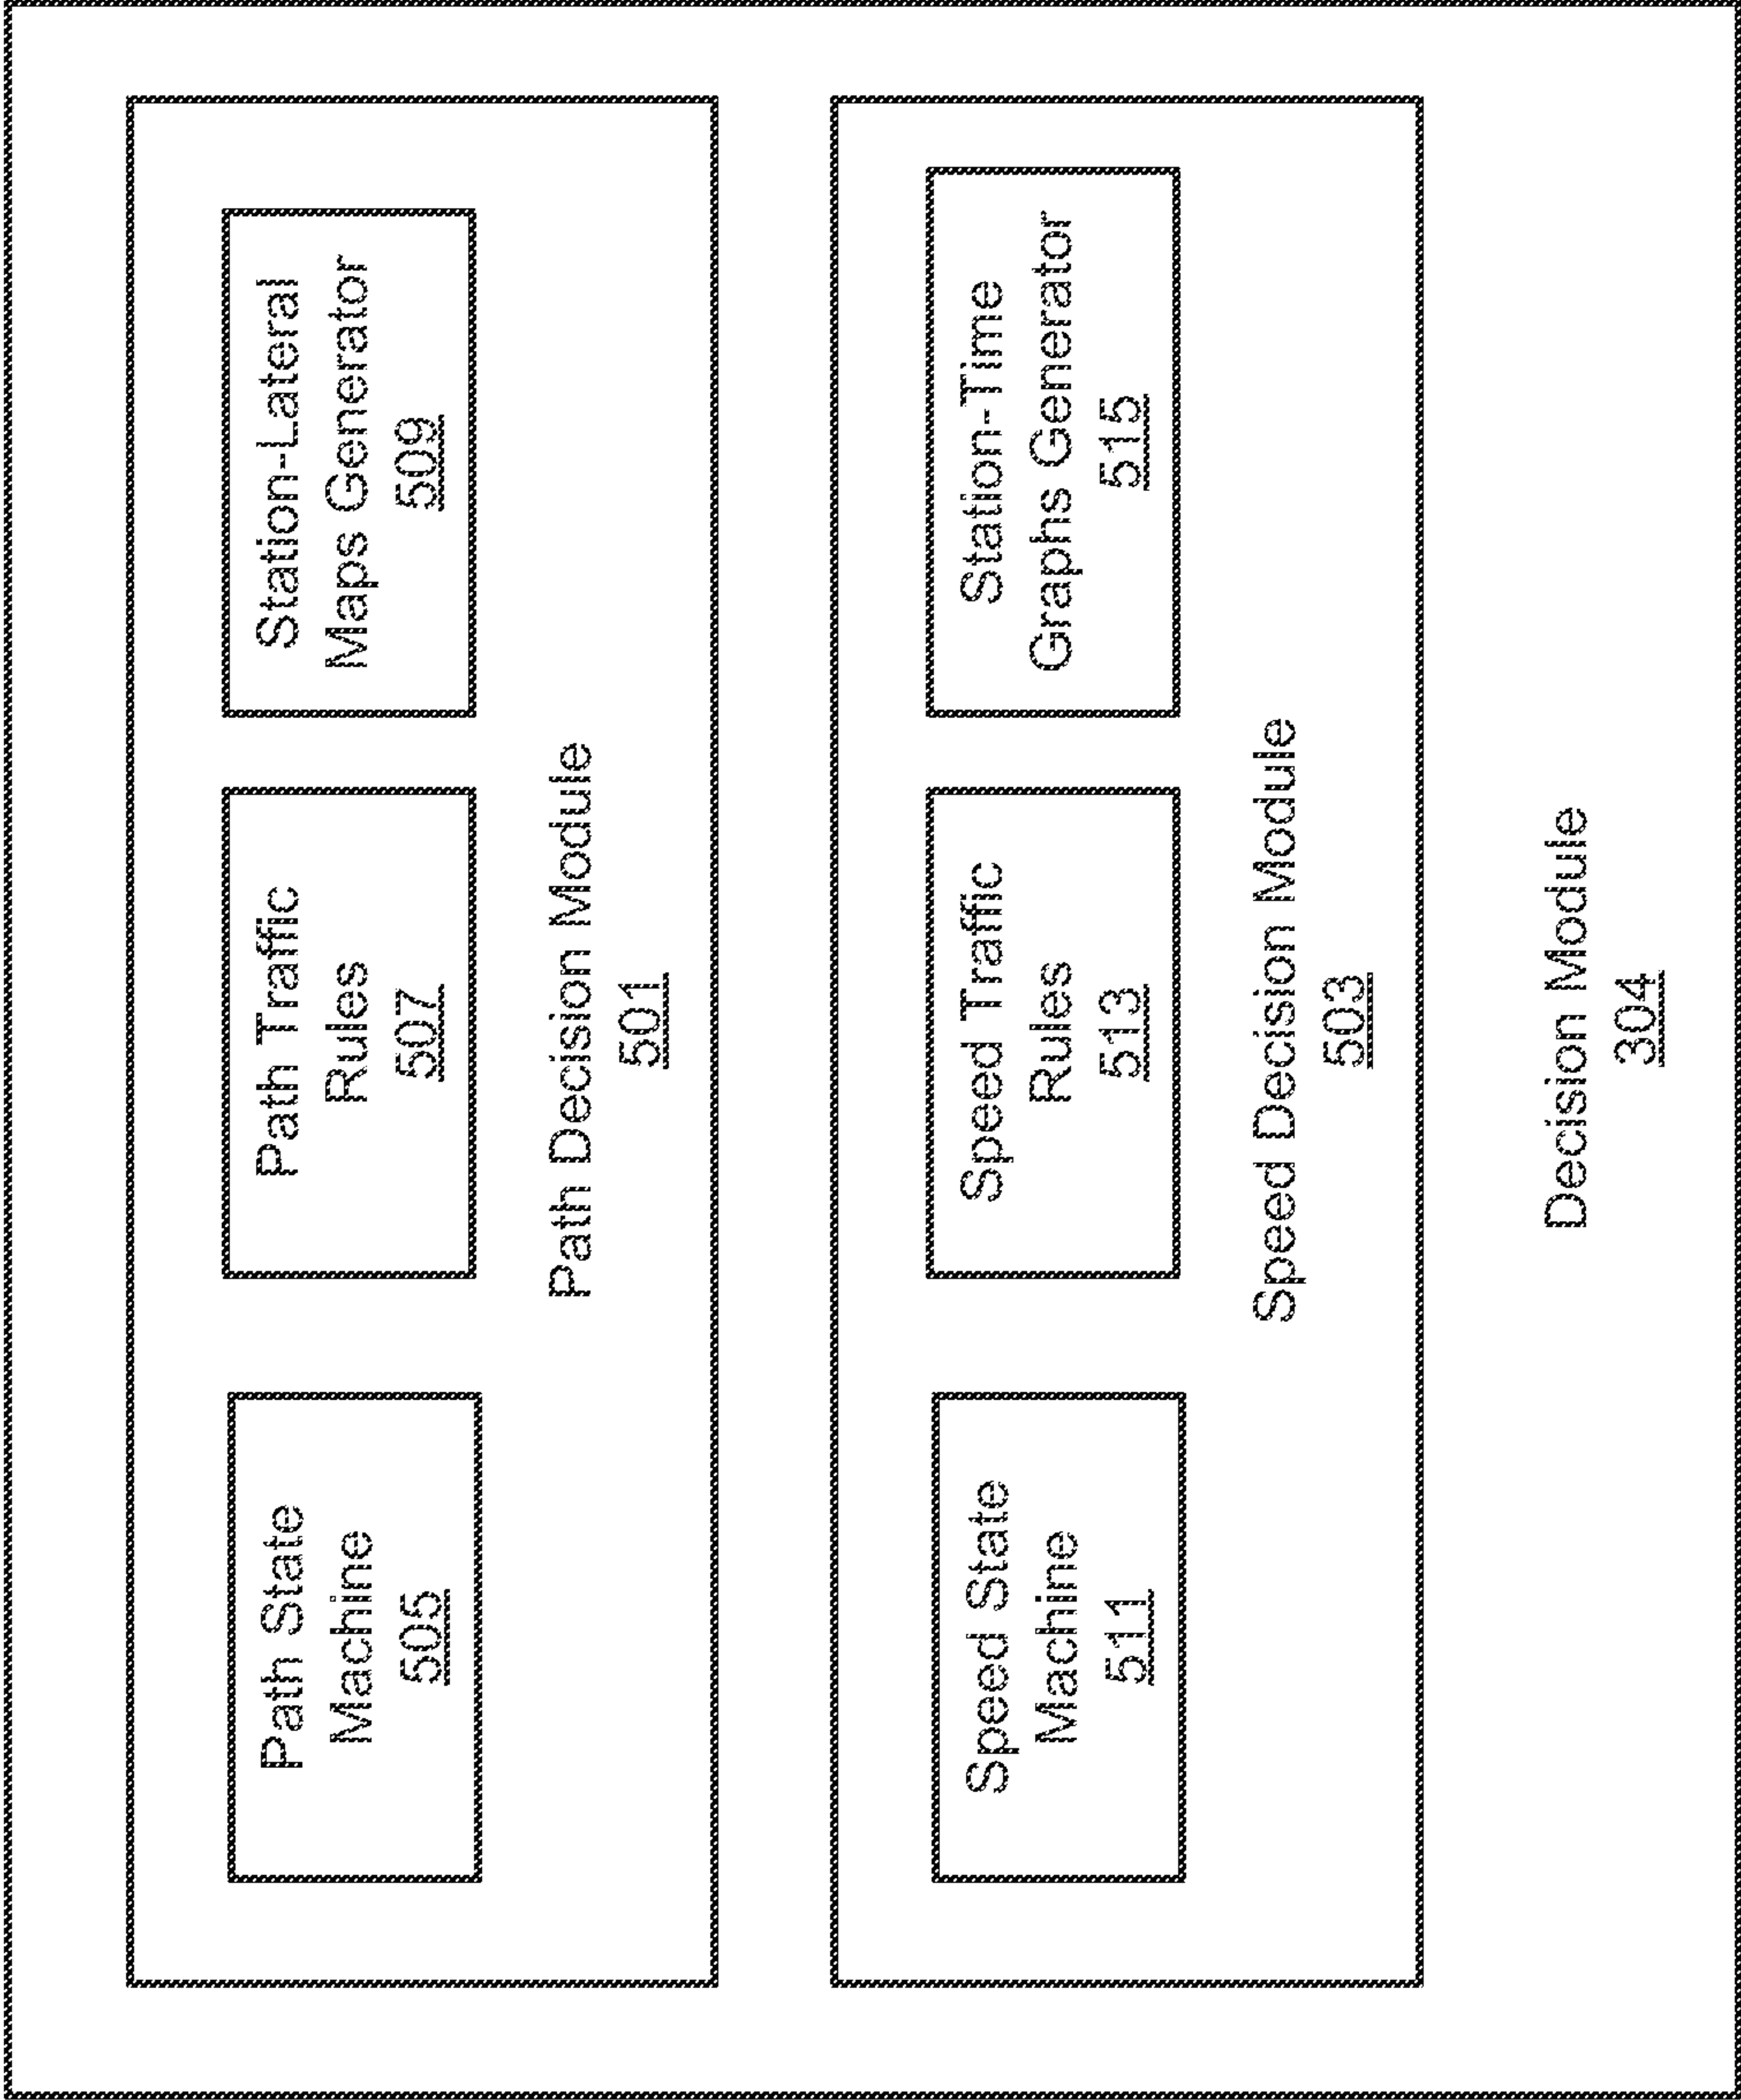 Path State
Machine
505
Path Traffic
Rules
507
Station-Lateral
Maps Generator
509
Path Decision Module
501
Speed State
Machine
511
Speed Traffic
Rules
513
Station-Time
Graphs Generator
515
Speed Decision Module
503
Decision Module
304